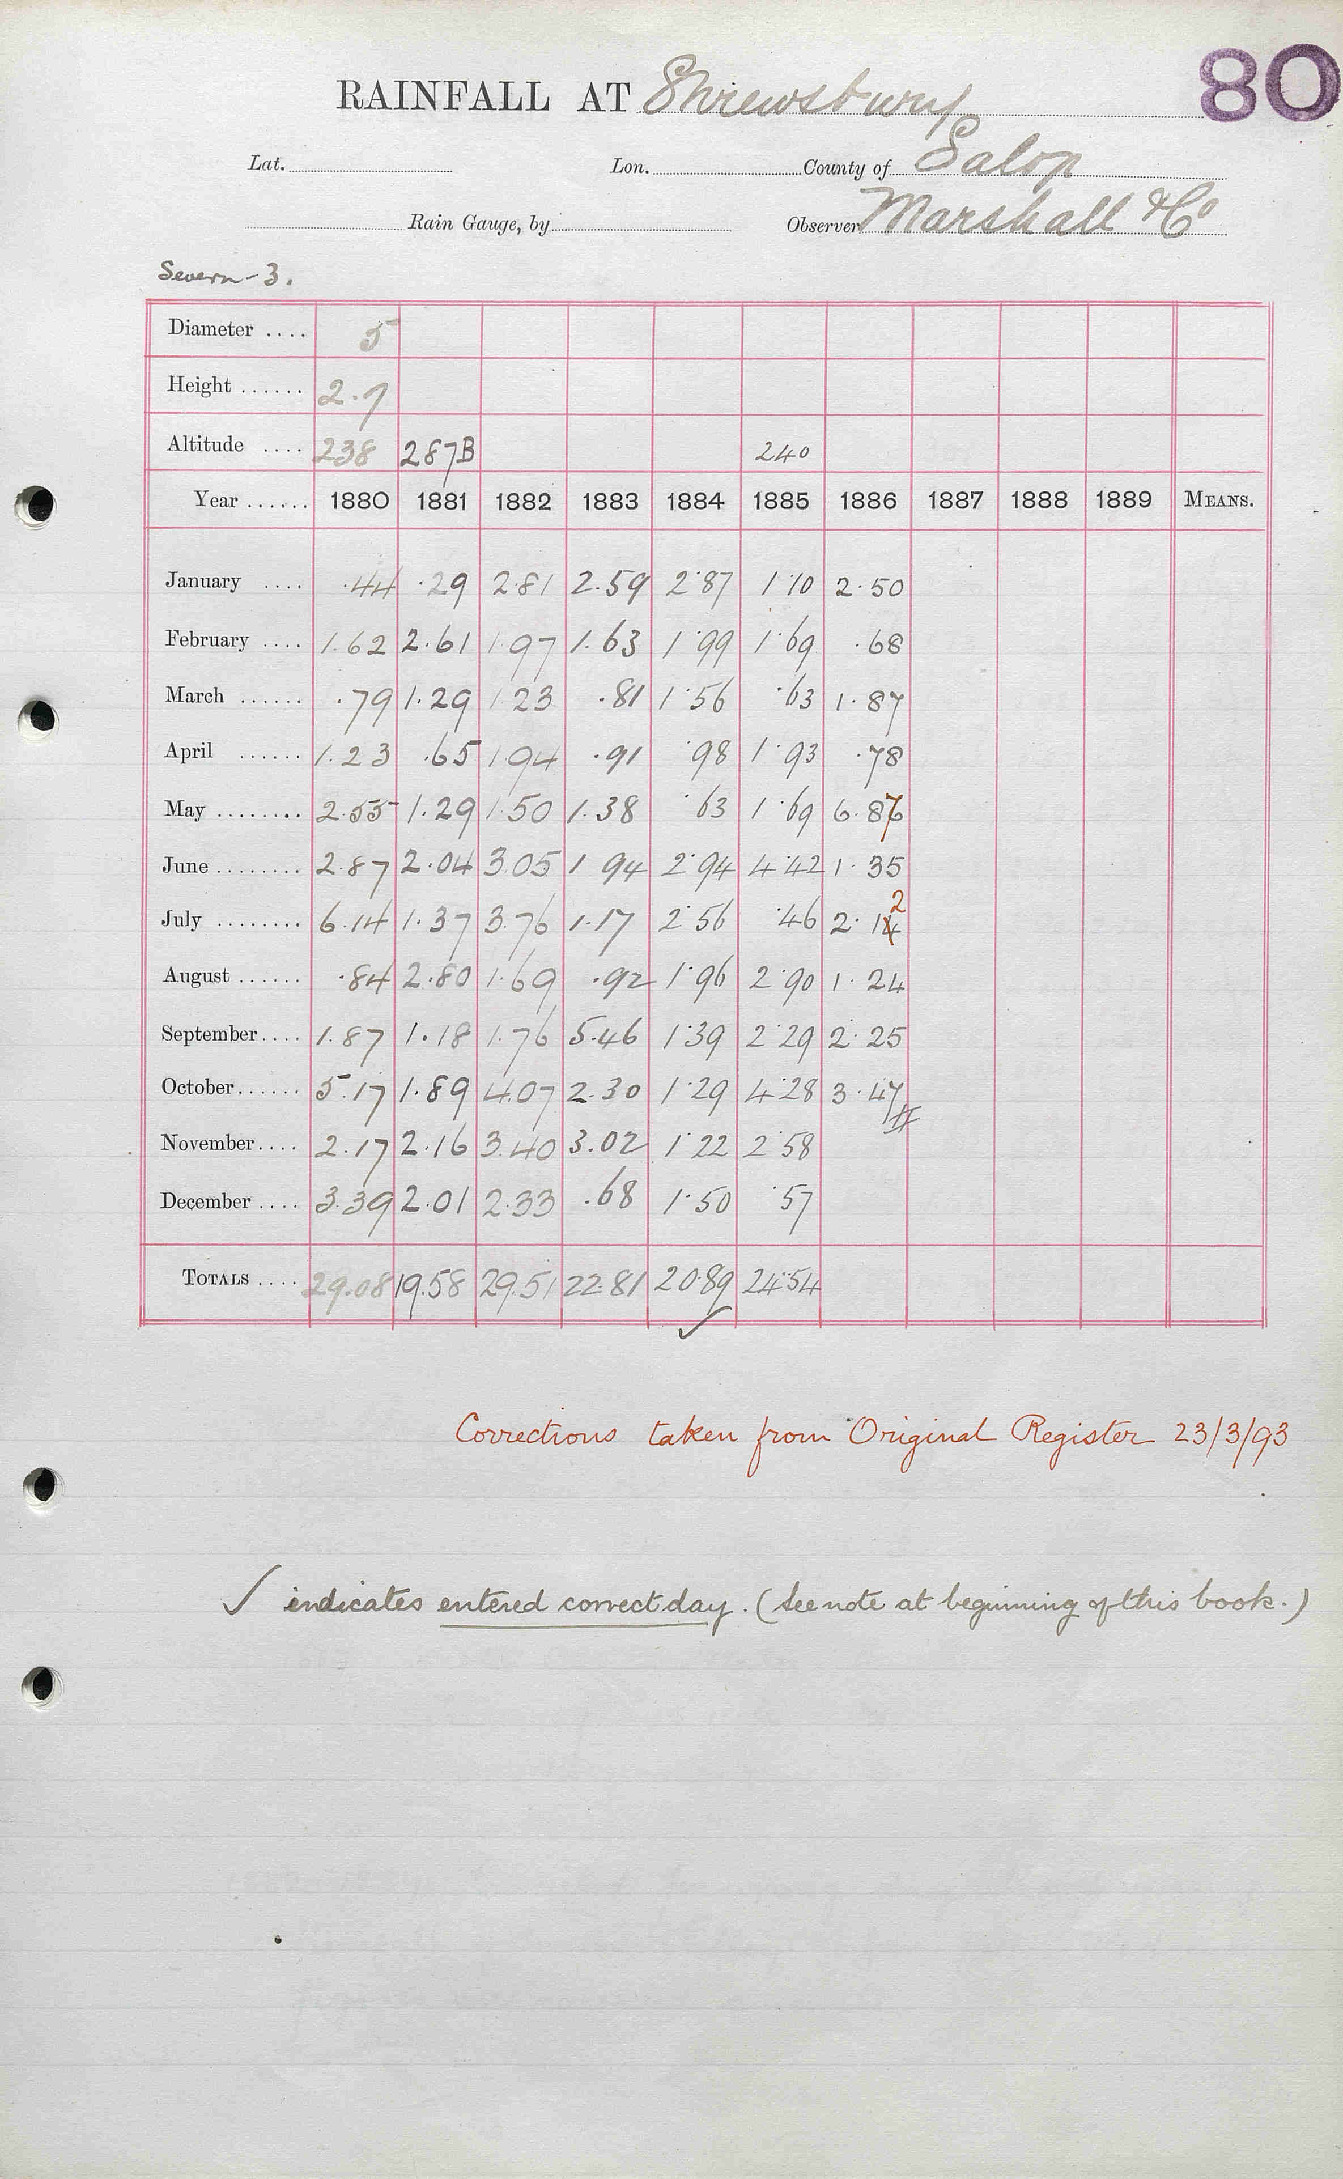 80
RAINFALL AT Shrewsbury
Lat. Lon. County of Salop
Rain Gauge, by Observer Marshall & Co
Severn-3.
Diameter .... 5
Height ...... 2.7
Altitude .... 238 287B 240
Year ...... 1880 1881 1882 1883 1884 1885 1886 1887 1888 1889 MEANS.
January .... .44 .29 2.81 2.59 2.87 1.10 2.50
February .... 1.62 2.61 1.97 1.63 1.99 1.69 .68
March ...... .79 1.29 1.23 .81 1.56 .63 1.87
April ...... 1.23 .65 1.94 .91 .98 1.93 .78
May ........ 2.55 1.29 1.50 1.38 .63 1.69 6.86
June ........ 2.87 2.04 3.05 1.94 2.94 4.42 1.35
July ........ 6.14 1.37 3.76 1.17 2.56 .46 2.14 2
August ...... .84 2.80 1.69 .92 1.96 2.90 1.24
September.... 1.87 1.18 1.76 5.46 1.39 2.29 2.25
October...... 5.17 1.89 4.07 2.30 1.29 4.28 3.47
November.... 2.17 2.16 3.40 3.02 1.22 2.58
December .... 3.39 2.01 2.33 .68 1.50 .57
TOTALS .... 29.08 19.58 29.51 22.81 20.89 24.54
✓
Corrections taken from Original Register 23/3/93
✓ indicates entered correct day. (See note at beginning of this book.)